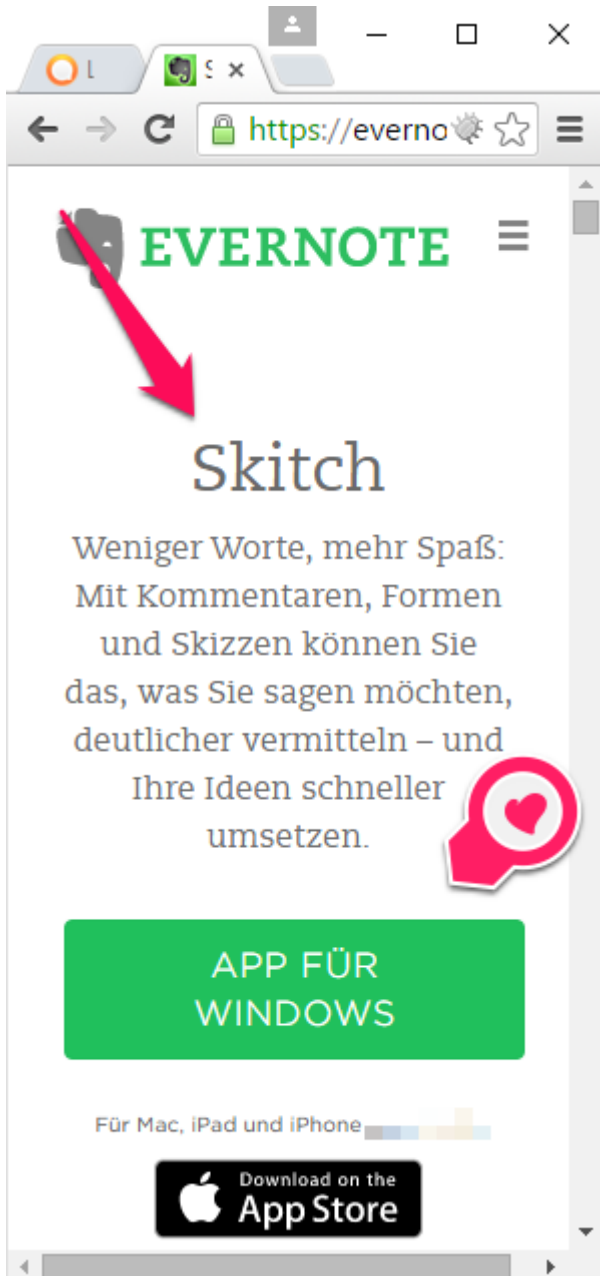 L
S
https://everno
EVERNOTE
Skitch
Weniger Worte, mehr Spaß:
Mit Kommentaren, Formen
und Skizzen können Sie
das, was Sie sagen möchten,
deutlicher vermitteln – und
Ihre Ideen schneller
umsetzen.
APP FÜR
WINDOWS
Für Mac, iPad und iPhone
Download on the
App Store